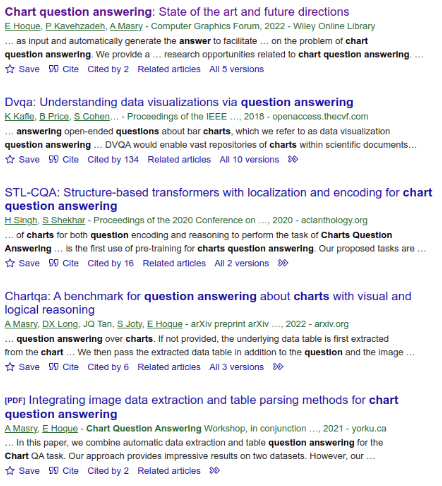 Chart question answering: State of the art and future directions
E Hoque, P Kavehzadeh, A Masry - Computer Graphics Forum, 2022 - Wiley Online Library
… as input and automatically generate the answer to facilitate … on the problem of chart
question answering. We provide a … research opportunities related to chart question answering. …
Save Cite Cited by 2 Related articles All 5 versions
Dvqa: Understanding data visualizations via question answering
K Kafle, B Price, S Cohen… - Proceedings of the IEEE …, 2018 - openaccess.thecvf.com
… answering open-ended questions about bar charts, which we refer to as data visualization
question answering … DVQA would enable vast repositories of charts within scientific documents…
Save Cite Cited by 134 Related articles All 10 versions
STL-CQA: Structure-based transformers with localization and encoding for chart
question answering
H Singh, S Shekhar - Proceedings of the 2020 Conference on …, 2020 - aclanthology.org
… of charts for both question encoding and reasoning to perform the task of Charts Question
Answering … is the first use of pre-training for charts question answering. Our proposed tasks are …
Save Cite Cited by 16 Related articles All 2 versions
Chartqa: A benchmark for question answering about charts with visual and
logical reasoning
A Masry, DX Long, JQ Tan, S Joty, E Hoque - arXiv preprint arXiv …, 2022 - arxiv.org
… question answering over charts. If not provided, the underlying data table is first extracted
from the chart … We then pass the extracted data table in addition to the question and the image …
Save Cite Cited by 6 Related articles All 3 versions
[PDF] Integrating image data extraction and table parsing methods for chart
question answering
A Masry, E Hoque - Chart Question Answering Workshop, in conjunction …, 2021 - yorku.ca
… In this paper, we combine automatic data extraction and table question answering for the
Chart QA task. Our approach provides impressive results on two datasets. However, our …
Save Cite Cited by 2 Related articles